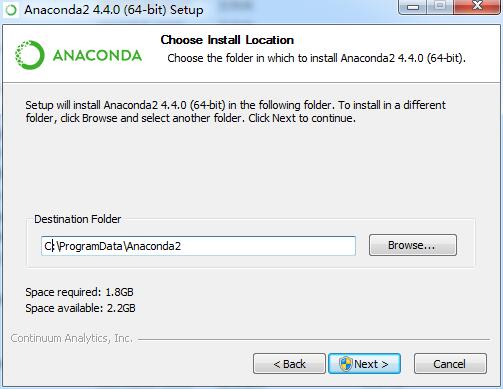 Anaconda2 4.4.0 (64-bit) Setup
ANACONDA
Choose Install Location
Choose the folder in which to install Anaconda2 4.4.0 (64-bit).
Setup will install Anaconda2 4.4.0 (64-bit) in the following folder. To install in a different
folder, click Browse and select another folder. Click Next to continue.
Destination Folder
C:\ProgramData\Anaconda2
Browse...
Space required: 1.8GB
Space available: 2.2GB
Continuum Analytics, Inc.
< Back
Next >
Cancel